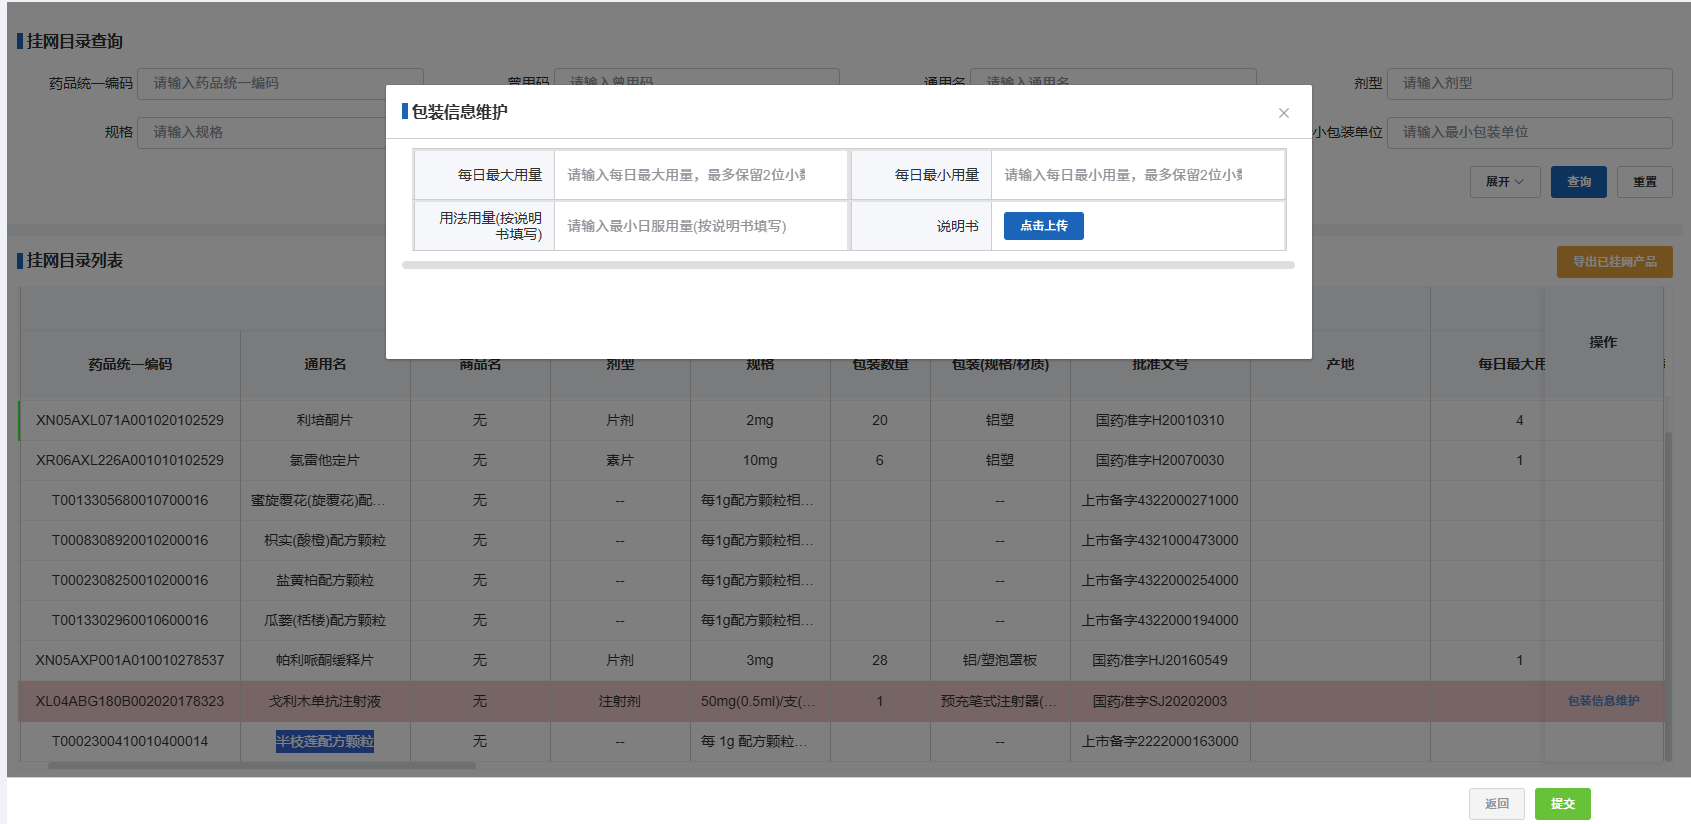 挂网目录查询
药品统一编码 请输入药品统一编码 曾用码 请输入曾用码 通用名 请输入通用名 剂型 请输入剂型
规格 请输入规格 小包装单位 请输入最小包装单位
展开 查询 重置
包装信息维护
每日最大用量 请输入每日最大用量，最多保留2位小数 每日最小用量 请输入每日最小用量，最多保留2位小数
用法用量(按说明书填写) 请输入最小日服用量(按说明书填写) 说明书 点击上传
挂网目录列表 导出已挂网产品
药品统一编码 通用名 商品名 剂型 规格 包装数量 包装(规格/材质) 批准文号 产地 每日最大用 操作
XN05AXL071A001020102529 利培酮片 无 片剂 2mg 20 铝塑 国药准字H20010310 4
XR06AXL226A001010102529 氯雷他定片 无 素片 10mg 6 铝塑 国药准字H20070030 1
T0013305680010700016 蜜旋覆花(旋覆花)配... 无 -- 每1g配方颗粒相... -- 上市备字4322000271000
T0008308920010200016 枳实(酸橙)配方颗粒 无 -- 每1g配方颗粒相... -- 上市备字4321000473000
T0002308250010200016 盐黄柏配方颗粒 无 -- 每1g配方颗粒相... -- 上市备字4322000254000
T0013302960010600016 瓜蒌(栝楼)配方颗粒 无 -- 每1g配方颗粒相... -- 上市备字4322000194000
XN05AXP001A010010278537 帕利哌酮缓释片 无 片剂 3mg 28 铝/塑泡罩板 国药准字HJ20160549 1
XL04ABG180B002020178323 戈利木单抗注射液 无 注射剂 50mg(0.5ml)/支(... 1 预充笔式注射器(... 国药准字SJ20202003 包装信息维护
T0002300410010400014 半枝莲配方颗粒 无 -- 每 1g 配方颗粒... -- 上市备字2222000163000
返回 提交